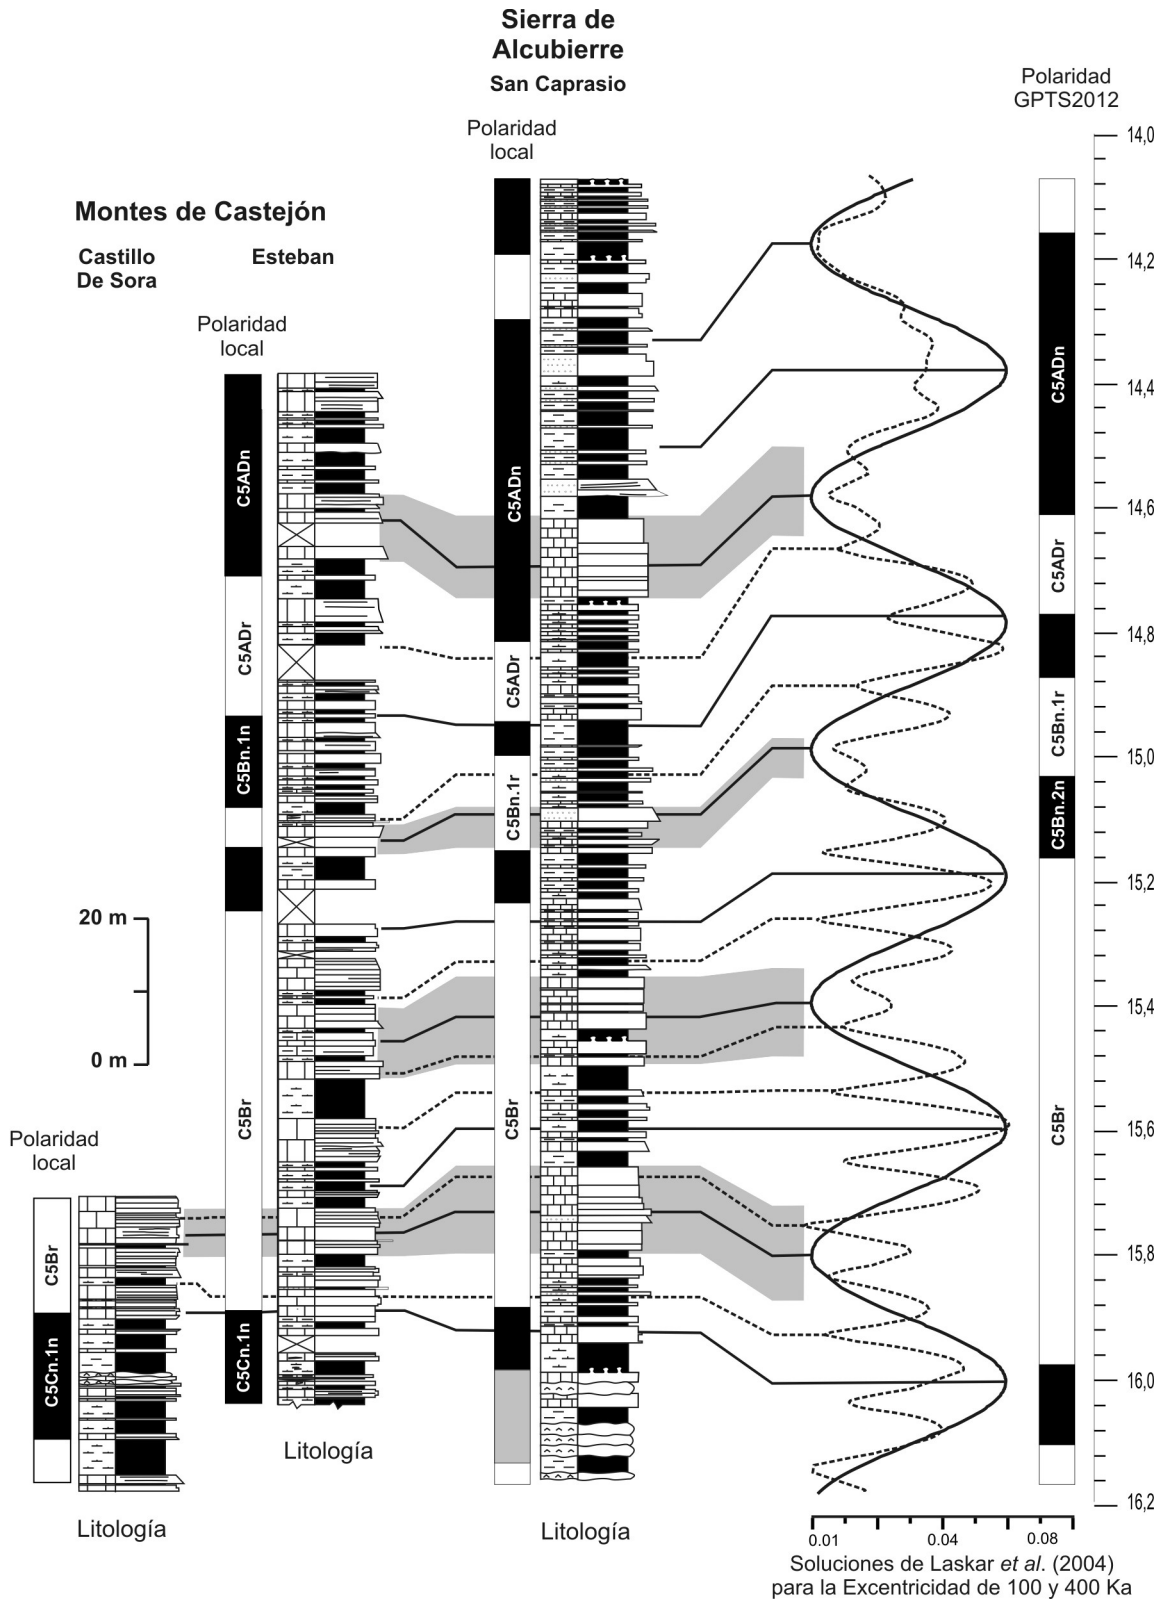 Sierra de
Alcubierre
San Caprasio
Polaridad
GPTS2012
Polaridad
local
Montes de Castejón
Castillo
De Sora
Esteban
Polaridad
local
C5ADn
C5ADr
C5Bn.1n
C5Br
C5Cn.1n
Litología
20 m
0 m
Polaridad
local
C5Br
C5Cn.1n
Litología
C5ADn
C5ADr
C5Bn.1r
C5Br
Litología
C5ADn
C5ADr
C5Bn.1r
C5Bn.2n
C5Br
14,0
14,2
14,4
14,6
14,8
15,0
15,2
15,4
15,6
15,8
16,0
16,2
0.01
0.04
0.08
Soluciones de Laskar et al. (2004)
para la Excentricidad de 100 y 400 Ka